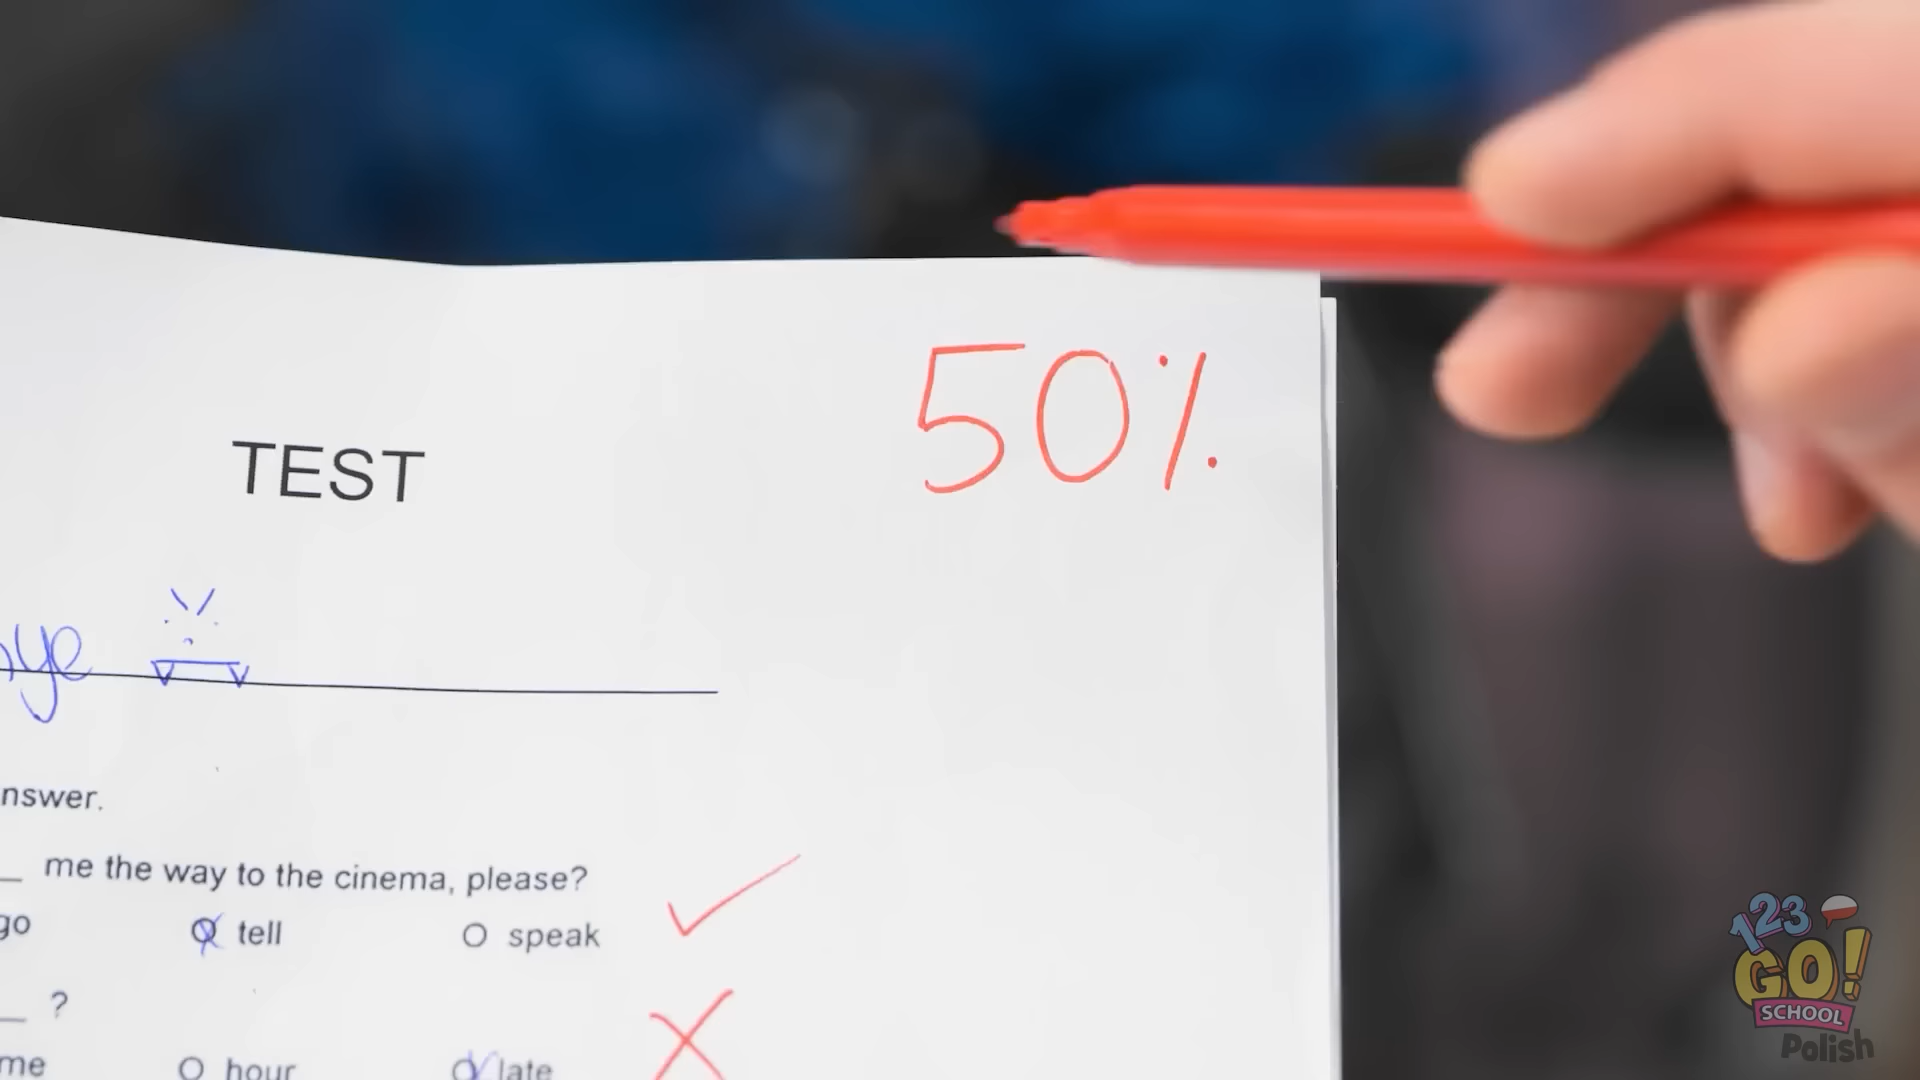 50%
TEST
nswer.
me the way to the cinema, please?
go tell speak
?
me hour late
123 GO!
SCHOOL
Polish